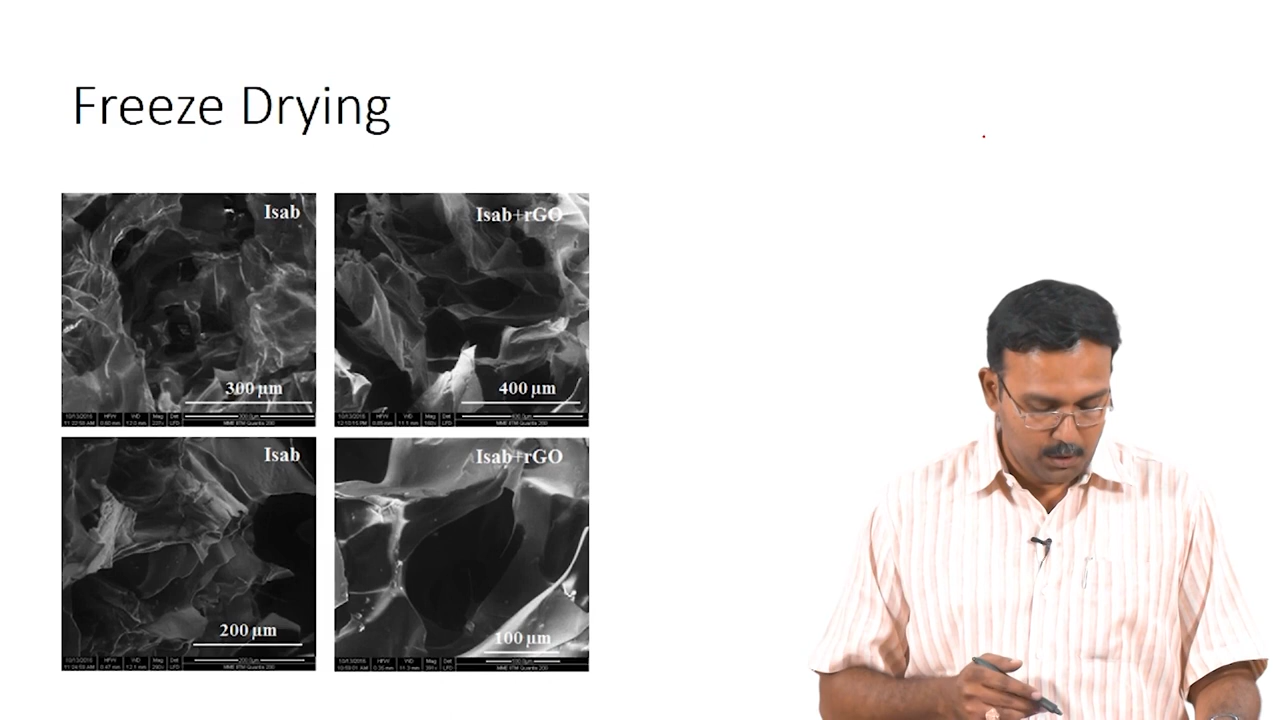 Freeze Drying
Isab
300 µm
Isab+rGO
400 µm
Isab
200 µm
Isab+rGO
100 µm